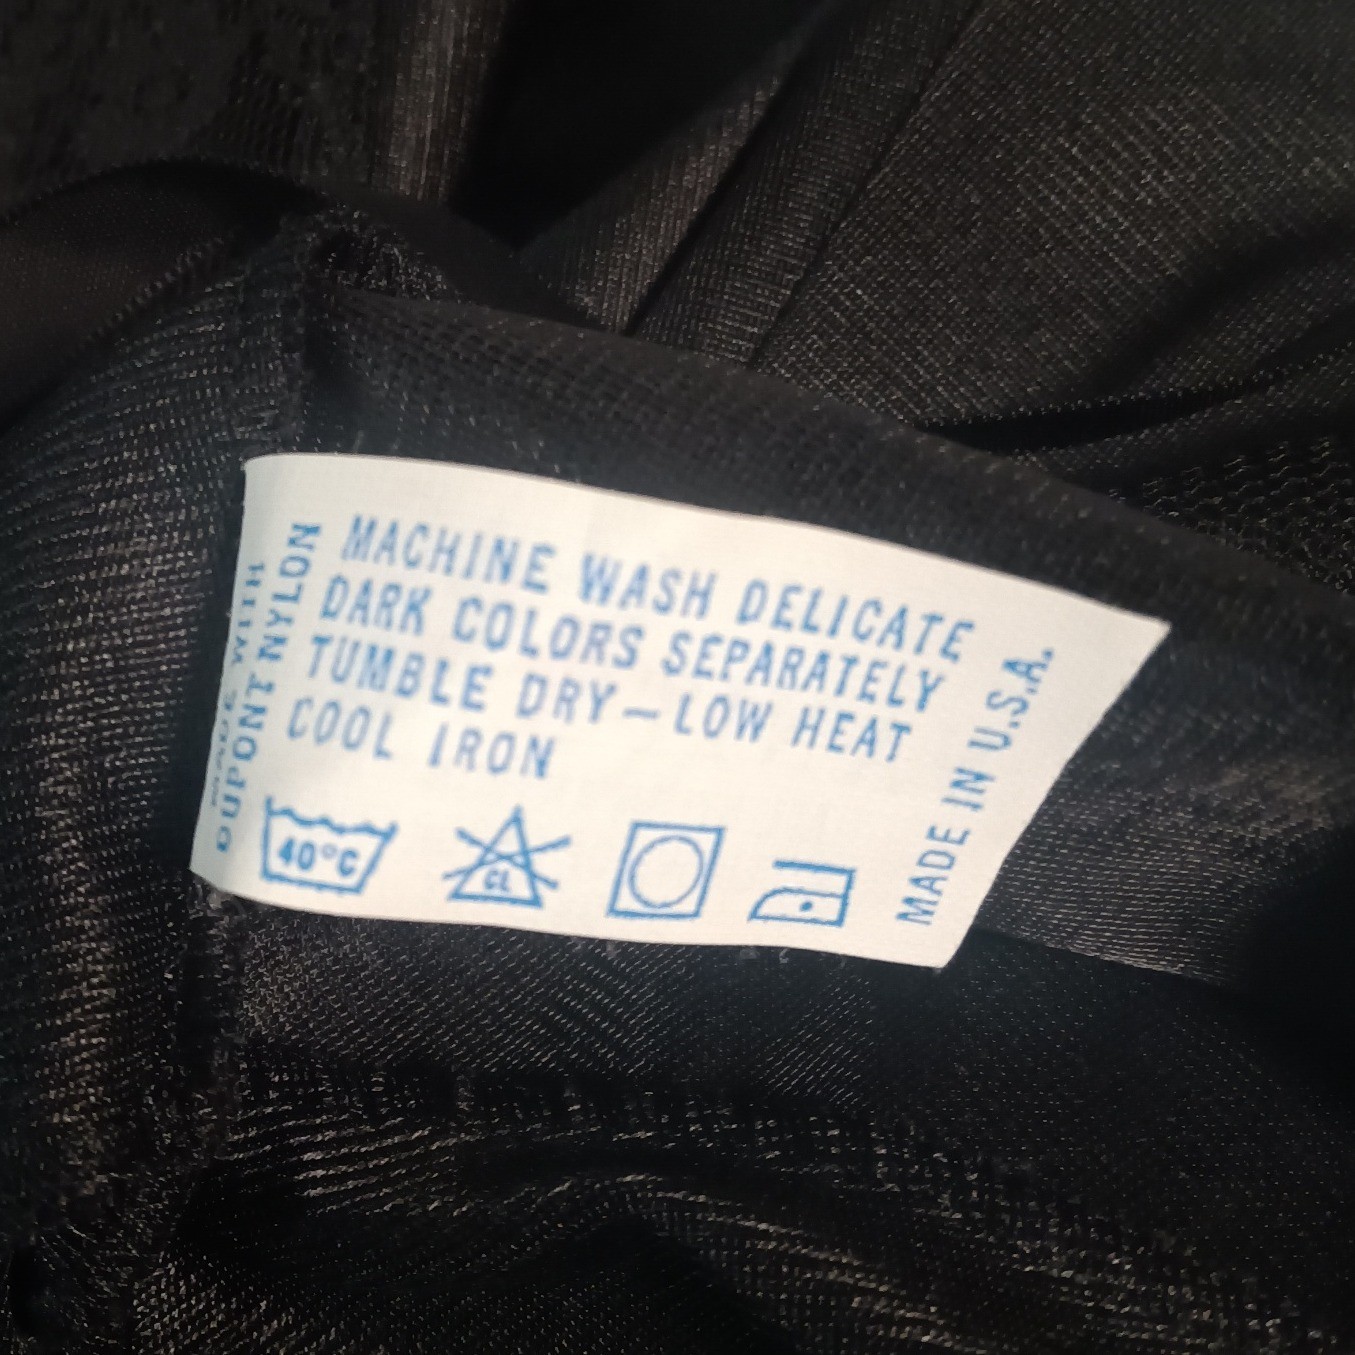 MADE WITH
DUPONT NYLON
MACHINE WASH DELICATE
DARK COLORS SEPARATELY
TUMBLE DRY – LOW HEAT
COOL IRON
40°C
CL
MADE IN U.S.A.